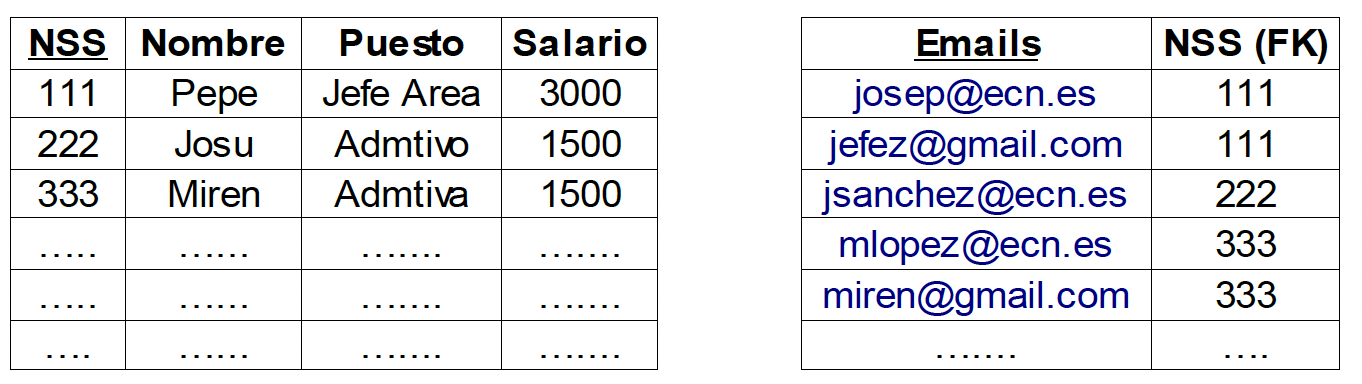 NSS Nombre Puesto Salario
111 Pepe Jefe Area 3000
222 Josu Admtivo 1500
333 Miren Admtiva 1500
..... ...... ....... .......
..... ...... ....... .......
.... ...... ....... .......
Emails NSS (FK)
josep@ecn.es 111
jefez@gmail.com 111
jsanchez@ecn.es 222
mlopez@ecn.es 333
miren@gmail.com 333
....... ....